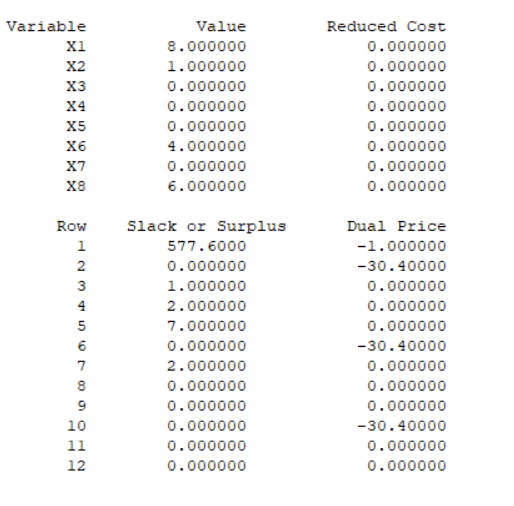 Variable Value Reduced Cost
X1 8.000000 0.000000
X2 1.000000 0.000000
X3 0.000000 0.000000
X4 0.000000 0.000000
X5 0.000000 0.000000
X6 4.000000 0.000000
X7 0.000000 0.000000
X8 6.000000 0.000000
Row Slack or Surplus Dual Price
1 577.6000 -1.000000
2 0.000000 -30.40000
3 1.000000 0.000000
4 2.000000 0.000000
5 7.000000 0.000000
6 0.000000 -30.40000
7 2.000000 0.000000
8 0.000000 0.000000
9 0.000000 0.000000
10 0.000000 -30.40000
11 0.000000 0.000000
12 0.000000 0.000000